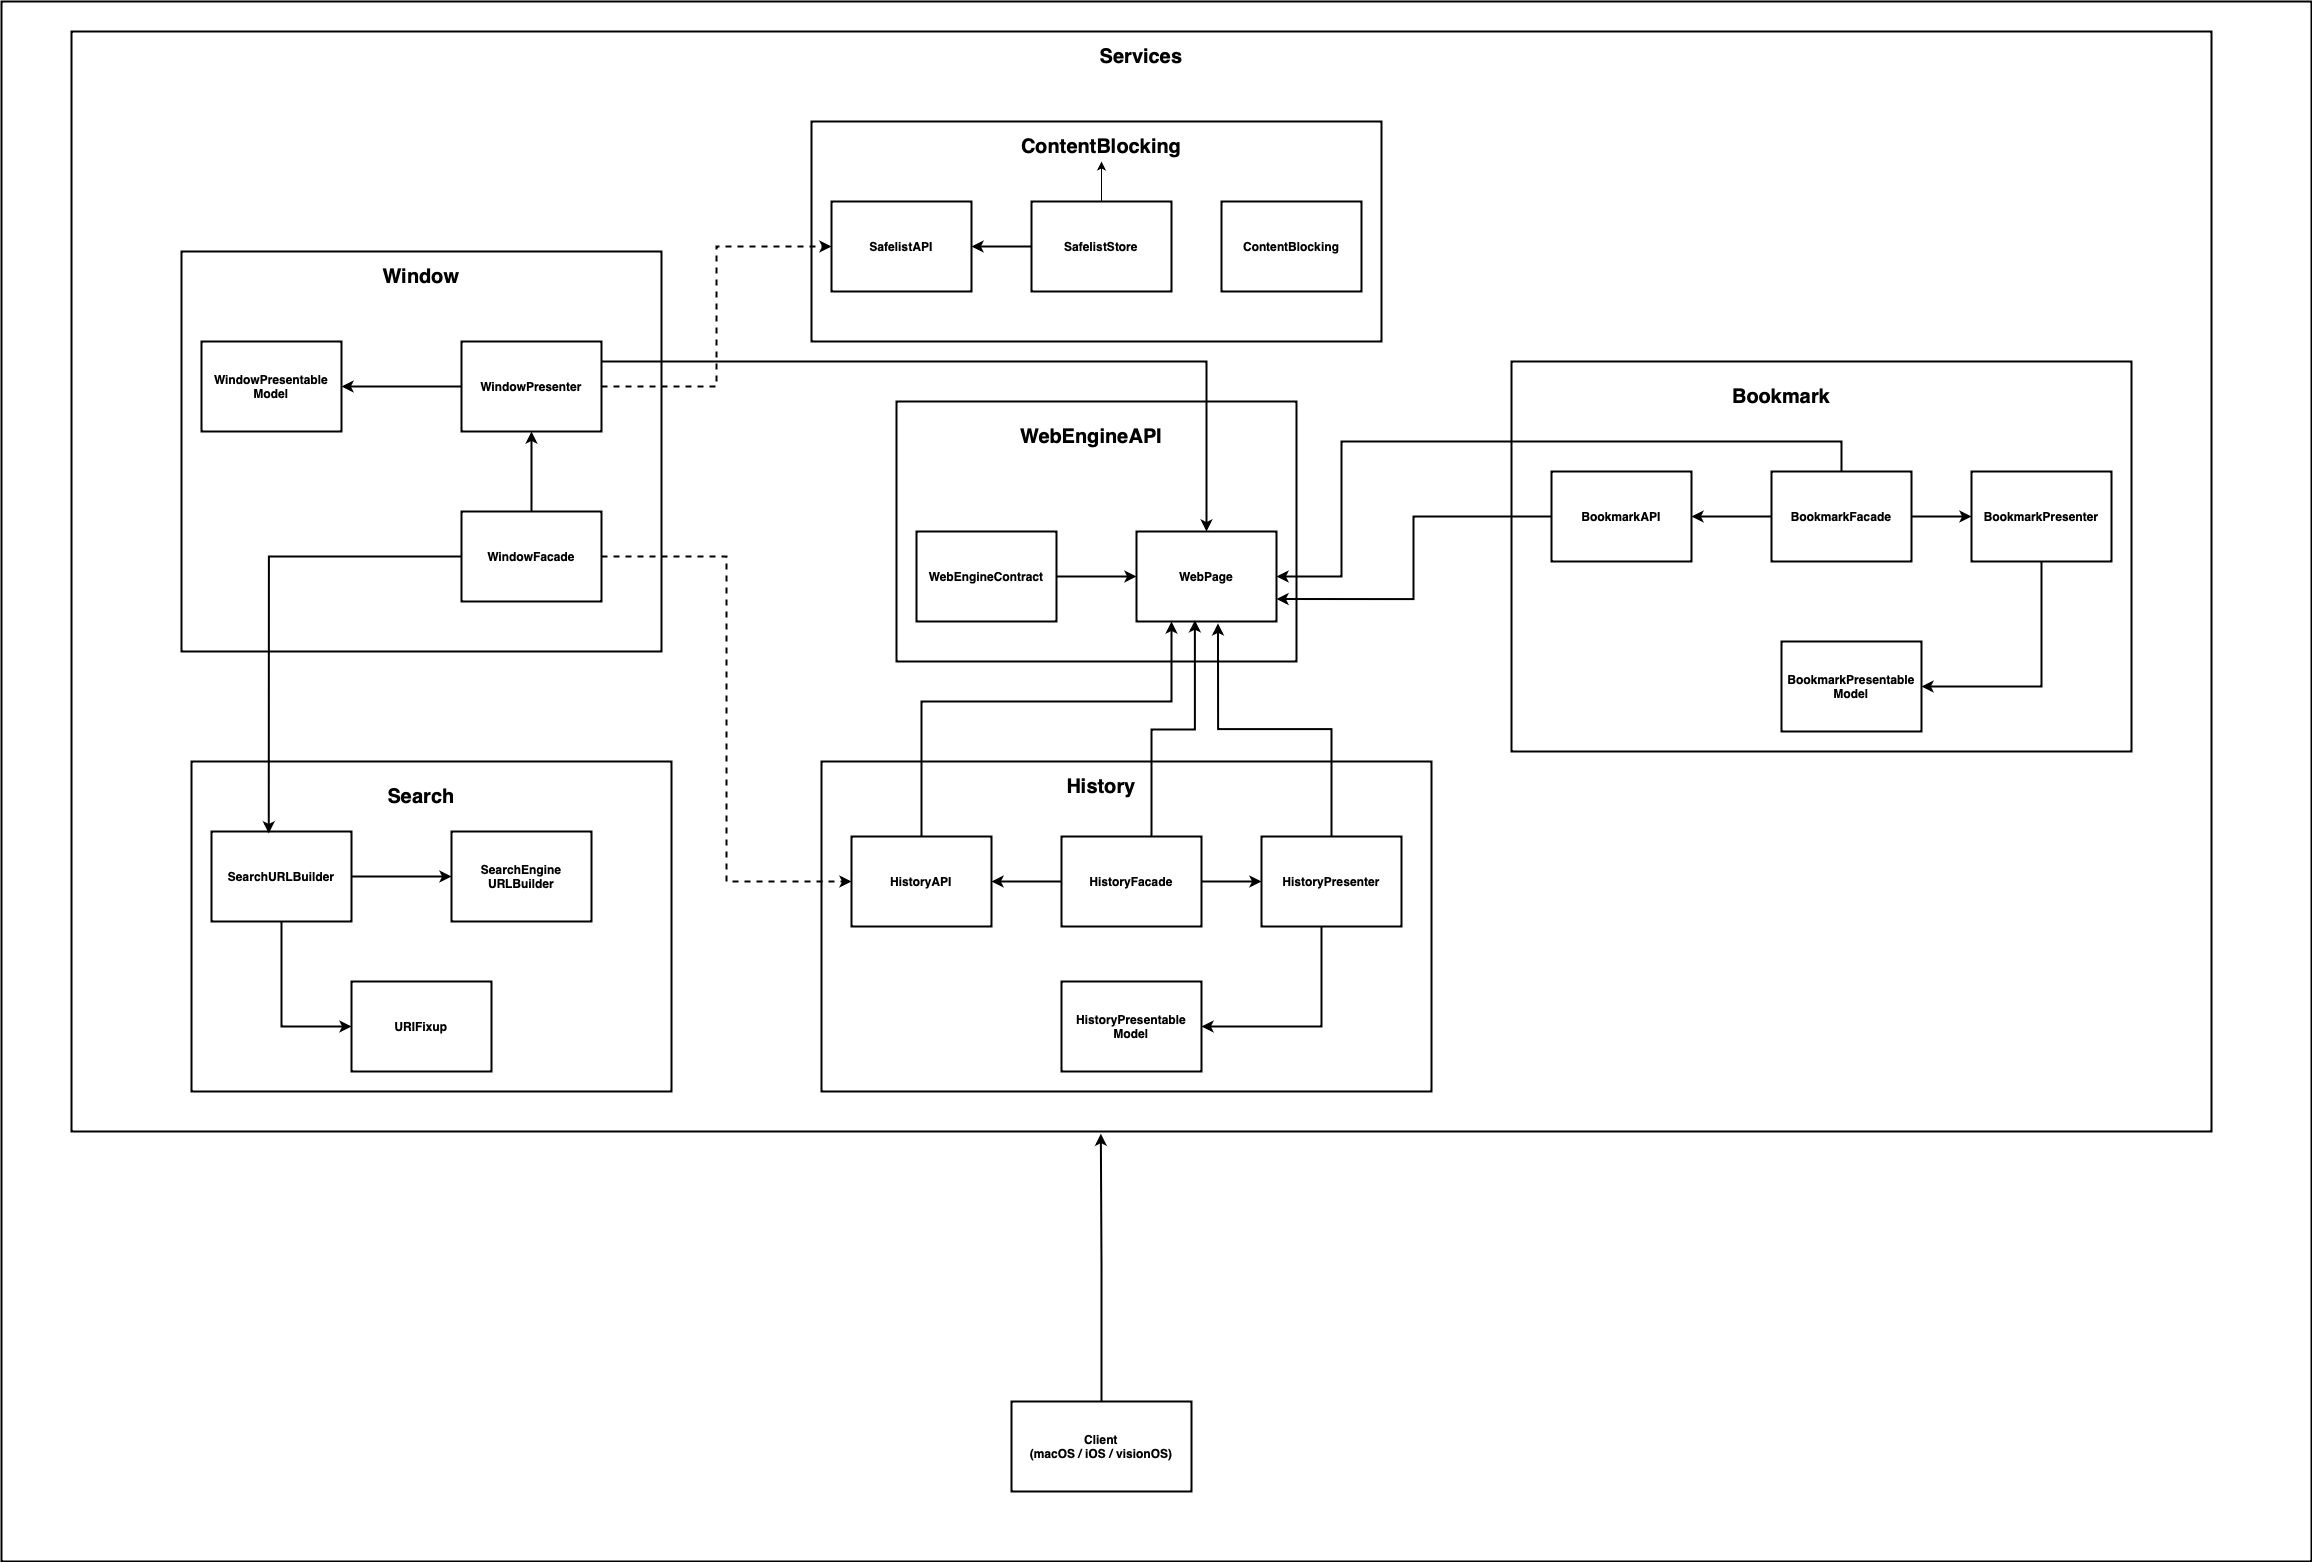 Services
ContentBlocking
SafelistAPI
SafelistStore
ContentBlocking
Window
WindowPresentable
Model
WindowPresenter
WindowFacade
WebEngineAPI
WebEngineContract
WebPage
Bookmark
BookmarkAPI
BookmarkFacade
BookmarkPresenter
BookmarkPresentable
Model
Search
SearchURLBuilder
SearchEngine
URLBuilder
URIFixup
History
HistoryAPI
HistoryFacade
HistoryPresenter
HistoryPresentable
Model
Client
(macOS / iOS / visionOS)